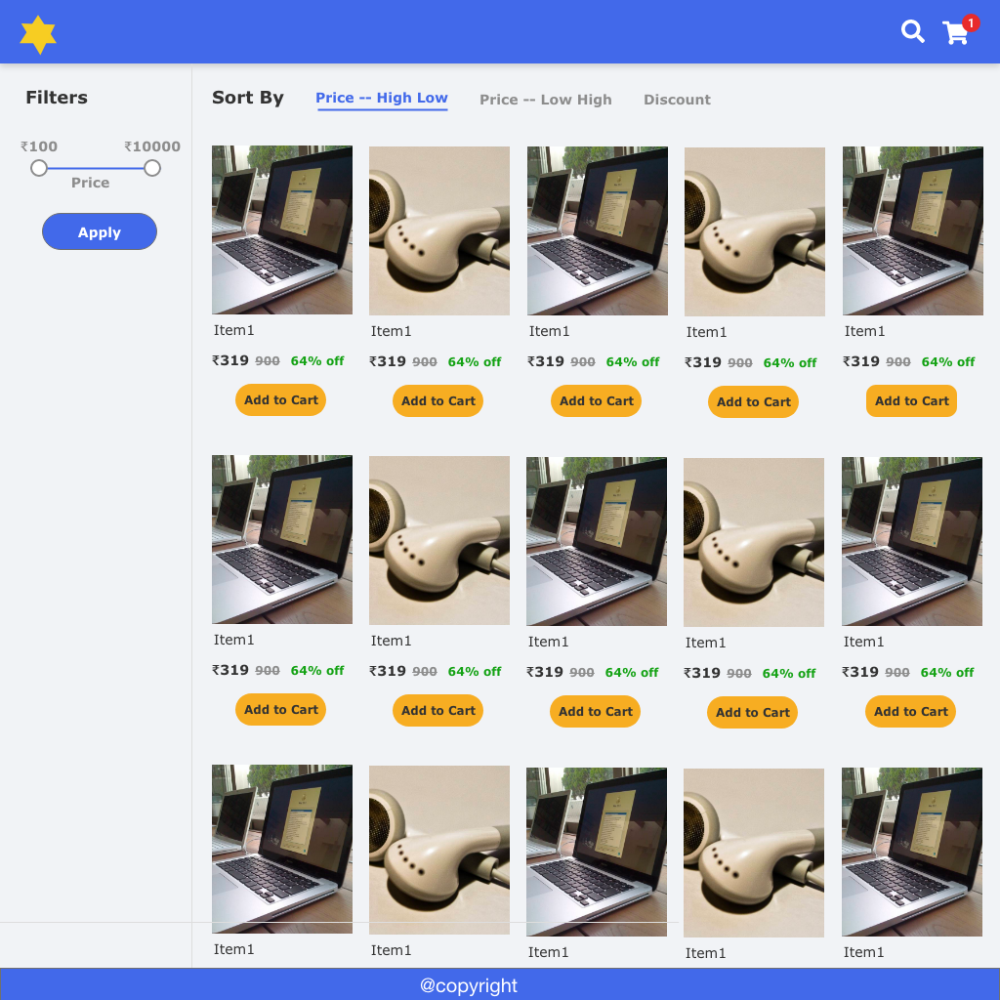 1
Filters
Sort By Price -- High Low Price -- Low High Discount
₹100 ₹10000
Price
Apply
Item1 Item1 Item1 Item1 Item1
₹319 900 64% off ₹319 900 64% off ₹319 900 64% off ₹319 900 64% off ₹319 900 64% off
Add to Cart Add to Cart Add to Cart Add to Cart Add to Cart
Item1 Item1 Item1 Item1 Item1
₹319 900 64% off ₹319 900 64% off ₹319 900 64% off ₹319 900 64% off ₹319 900 64% off
Add to Cart Add to Cart Add to Cart Add to Cart Add to Cart
Item1 Item1 Item1 Item1 Item1
@copyright